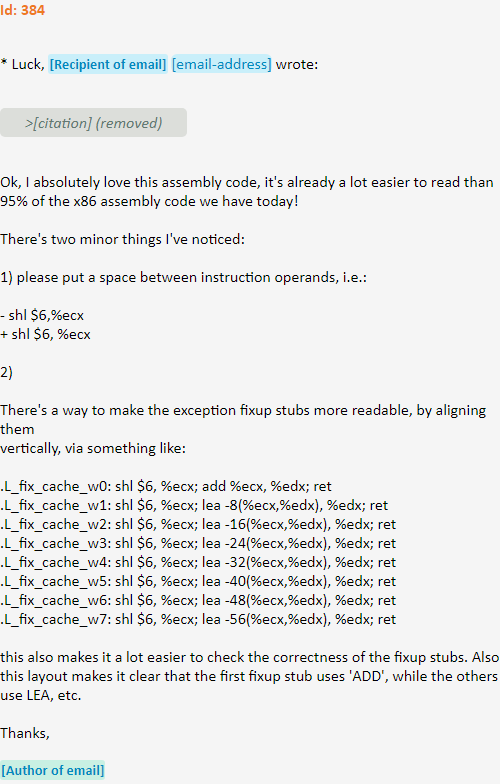 Id: 384
* Luck, [Recipient of email] [email-address] wrote:
>[citation] (removed)
Ok, I absolutely love this assembly code, it's already a lot easier to read than
95% of the x86 assembly code we have today!
There's two minor things I've noticed:
1) please put a space between instruction operands, i.e.:
- shl $6,%ecx
+ shl $6, %ecx
2)
There's a way to make the exception fixup stubs more readable, by aligning
them
vertically, via something like:
.L_fix_cache_w0: shl $6, %ecx; add %ecx, %edx; ret
.L_fix_cache_w1: shl $6, %ecx; lea -8(%ecx,%edx), %edx; ret
.L_fix_cache_w2: shl $6, %ecx; lea -16(%ecx,%edx), %edx; ret
.L_fix_cache_w3: shl $6, %ecx; lea -24(%ecx,%edx), %edx; ret
.L_fix_cache_w4: shl $6, %ecx; lea -32(%ecx,%edx), %edx; ret
.L_fix_cache_w5: shl $6, %ecx; lea -40(%ecx,%edx), %edx; ret
.L_fix_cache_w6: shl $6, %ecx; lea -48(%ecx,%edx), %edx; ret
.L_fix_cache_w7: shl $6, %ecx; lea -56(%ecx,%edx), %edx; ret
this also makes it a lot easier to check the correctness of the fixup stubs. Also
this layout makes it clear that the first fixup stub uses 'ADD', while the others
use LEA, etc.
Thanks,
[Author of email]